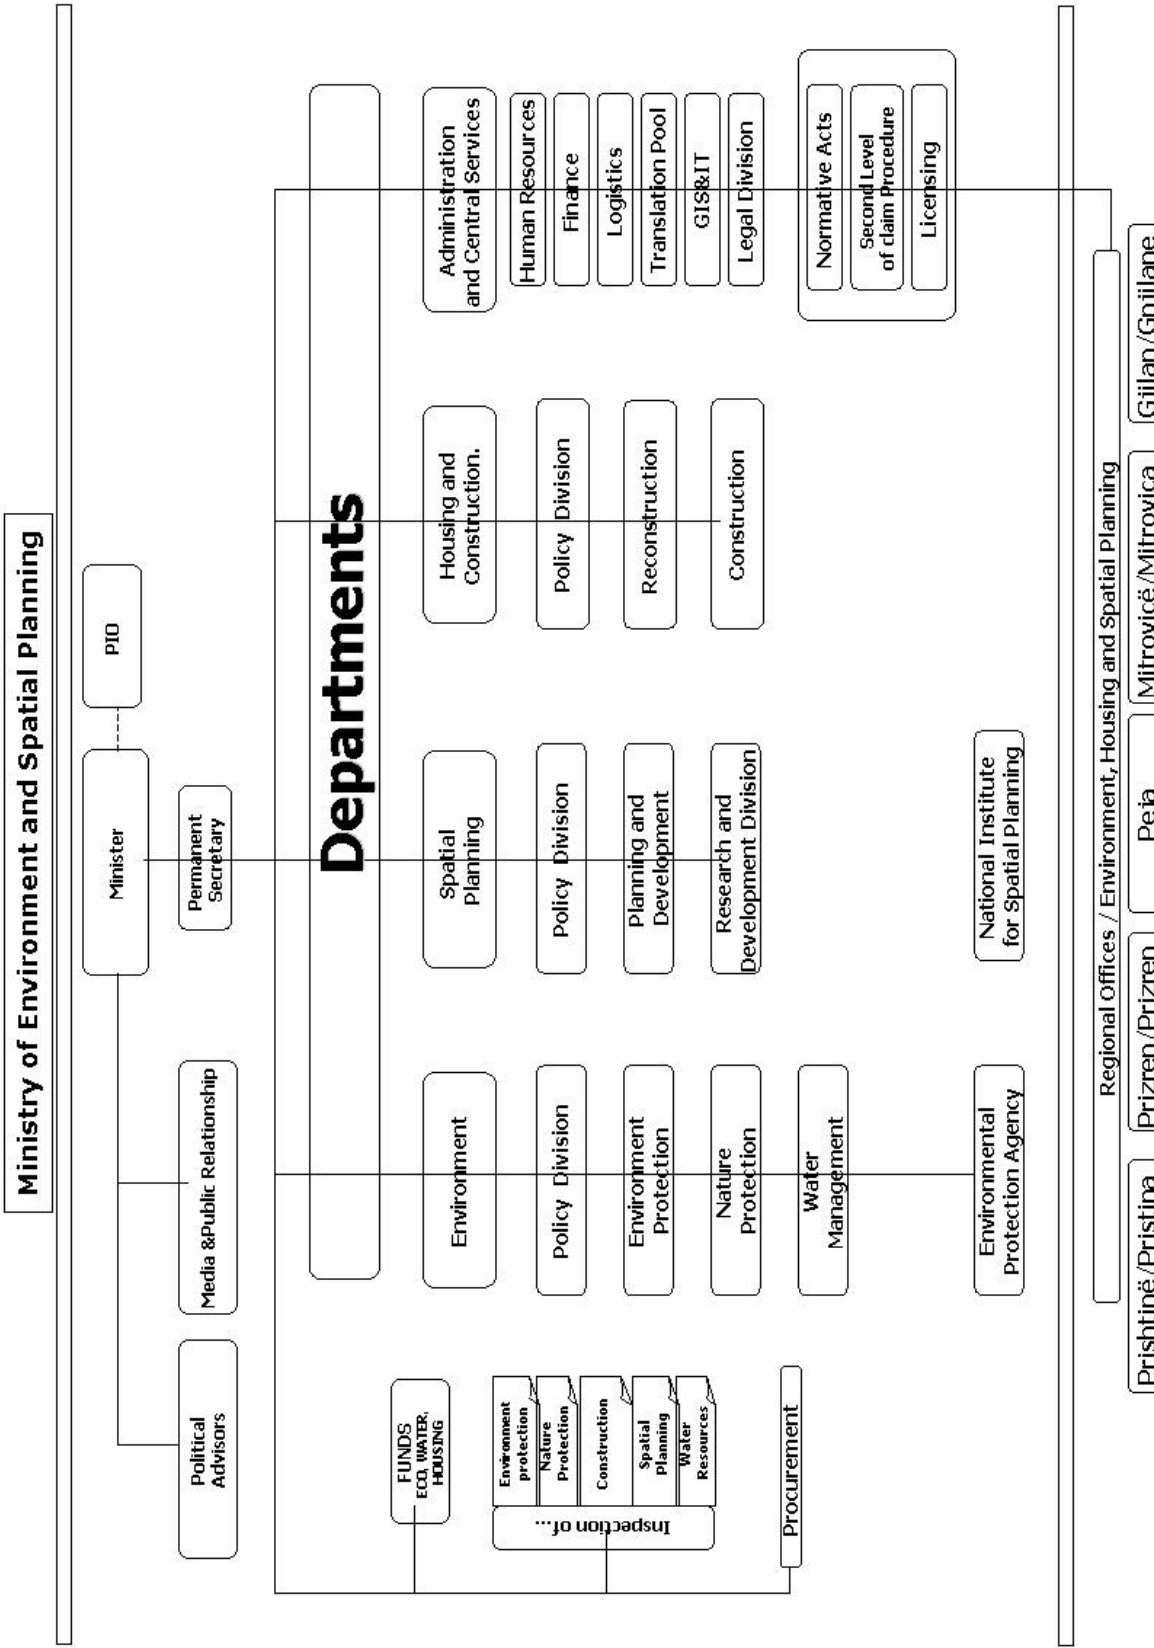 Ministry of Environment and Spatial Planning
Minister
PIO
Political
Advisors
Media &Public Relationship
Permanent
Secretary
Departments
FUNDS
ECO, WATER,
HOUSING
Inspection of...
Environment
protection
Nature
Protection
Construction
Spatial
Planning
Water
Resources
Procurement
Environment
Policy Division
Environment
Protection
Nature
Protection
Water
Management
Environmental
Protection Agency
Spatial
Planning
Policy Division
Planning and
Development
Research and
Development Division
National Institute
for Spatial Planning
Housing and
Construction.
Policy Division
Reconstruction
Construction
Administration
and Central Services
Human Resources
Finance
Logistics
Translation Pool
GIS&IT
Legal Division
Normative Acts
Second Level
of claim Procedure
Licensing
Regional Offices / Environment, Housing and Spatial Planning
Prishtinë/Pristina
Prizren/Prizren
Peja
Mitrovicë/Mitrovica
Gjilan/Gnjilane